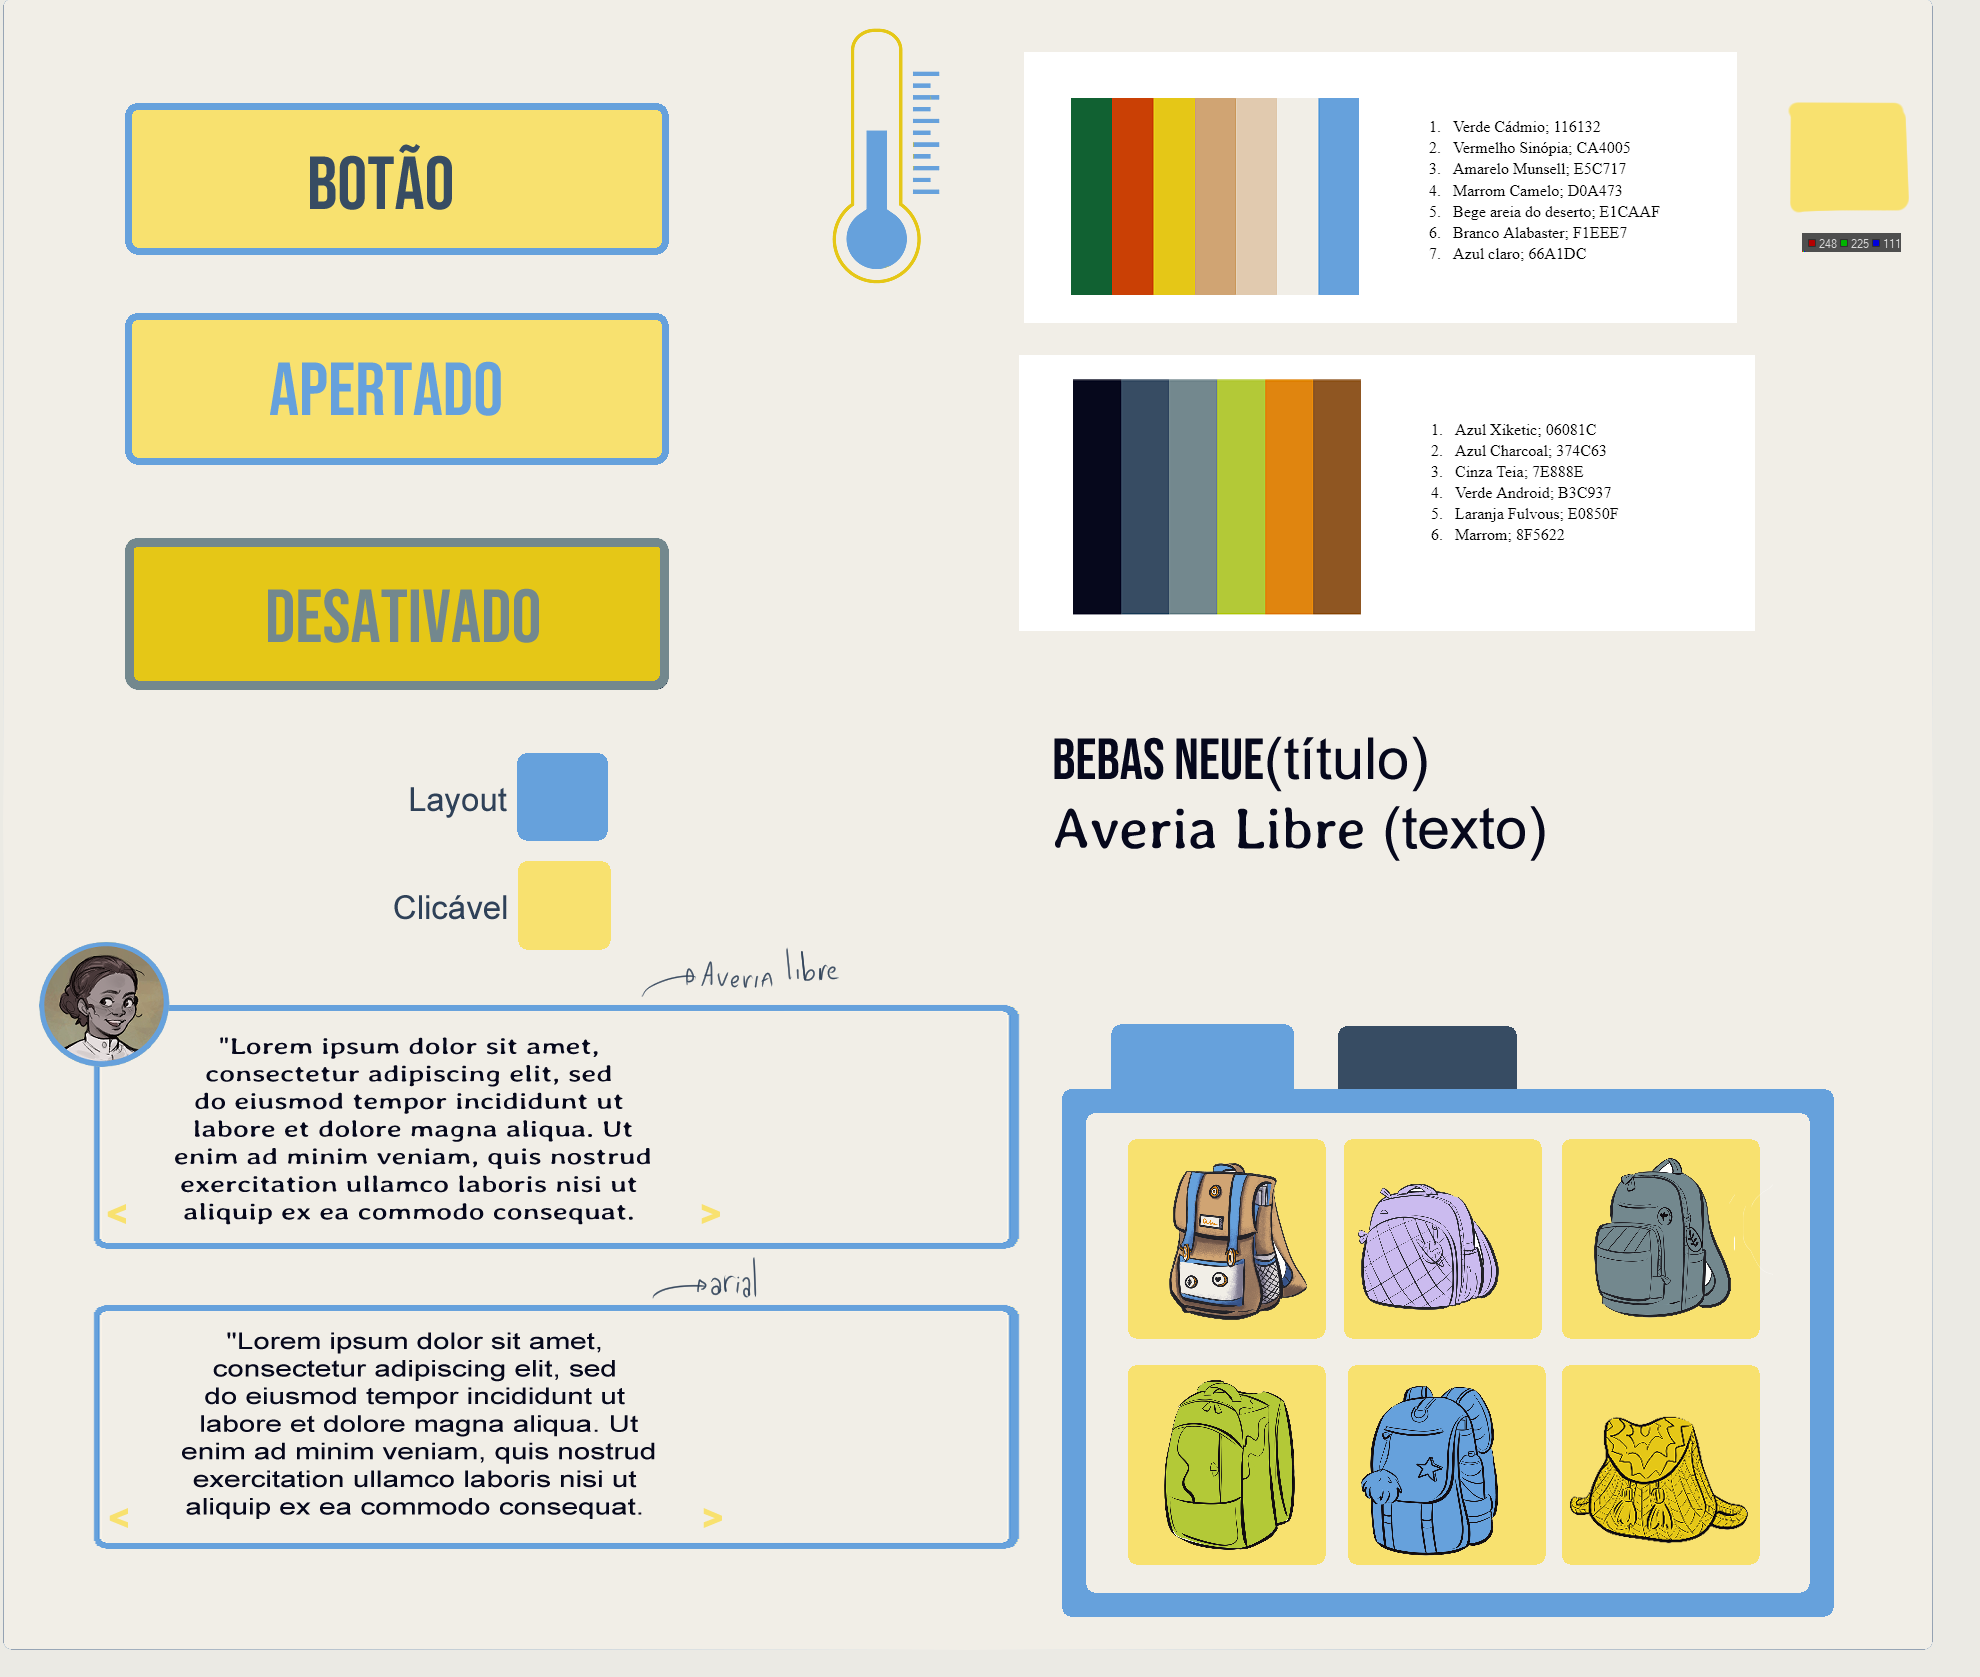 BOTÃO
APERTADO
DESATIVADO
1. Verde Cádmio; 116132
2. Vermelho Sinópia; CA4005
3. Amarelo Munsell; E5C717
4. Marrom Camelo; D0A473
5. Bege areia do deserto; E1CAAF
6. Branco Alabaster; F1EEE7
7. Azul claro; 66A1DC
248 225 111
1. Azul Xiketic; 06081C
2. Azul Charcoal; 374C63
3. Cinza Teia; 7E888E
4. Verde Android; B3C937
5. Laranja Fulvous; E0850F
6. Marrom; 8F5622
BEBAS NEUE(título)
Averia Libre (texto)
Layout
Clicável
Averia libre
"Lorem ipsum dolor sit amet,
consectetur adipiscing elit, sed
do eiusmod tempor incididunt ut
labore et dolore magna aliqua. Ut
enim ad minim veniam, quis nostrud
exercitation ullamco laboris nisi ut
< aliquip ex ea commodo consequat. >
arial
"Lorem ipsum dolor sit amet,
consectetur adipiscing elit, sed
do eiusmod tempor incididunt ut
labore et dolore magna aliqua. Ut
enim ad minim veniam, quis nostrud
exercitation ullamco laboris nisi ut
< aliquip ex ea commodo consequat. >